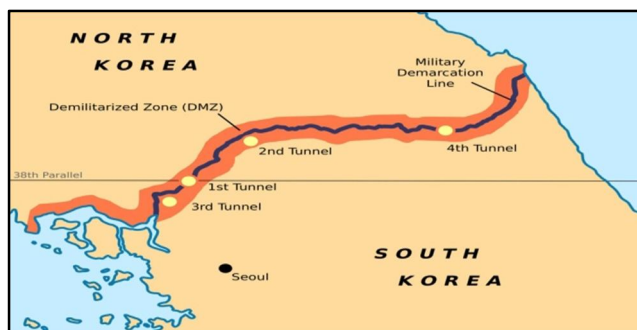 NORTH
KOREA
Military
Demarcation
Line
Demilitarized Zone (DMZ)
2nd Tunnel
4th Tunnel
38th Parallel
1st Tunnel
3rd Tunnel
SOUTH
KOREA
Seoul